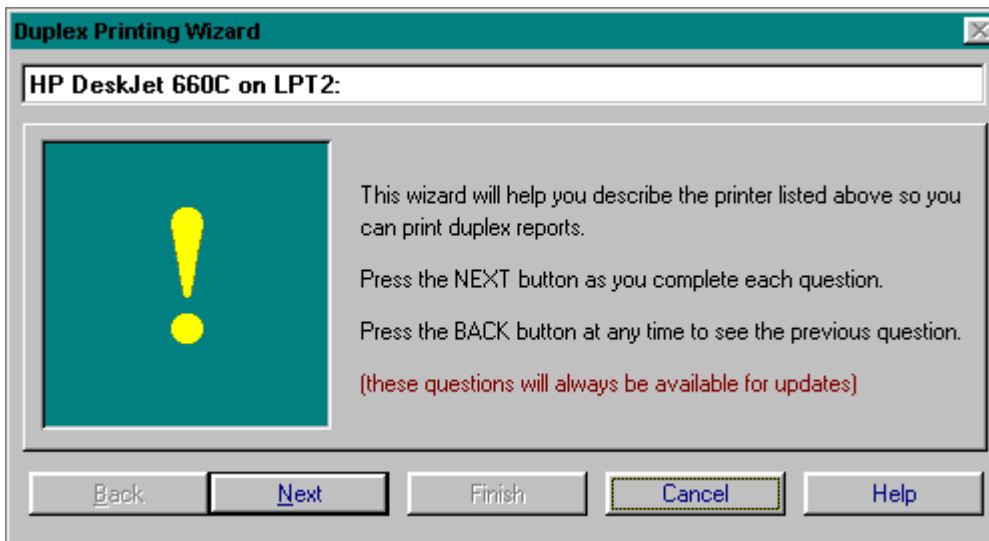 Duplex Printing Wizard
HP DeskJet 660C on LPT2:
This wizard will help you describe the printer listed above so you
can print duplex reports.
Press the NEXT button as you complete each question.
Press the BACK button at any time to see the previous question.
(these questions will always be available for updates)
Back Next Finish Cancel Help